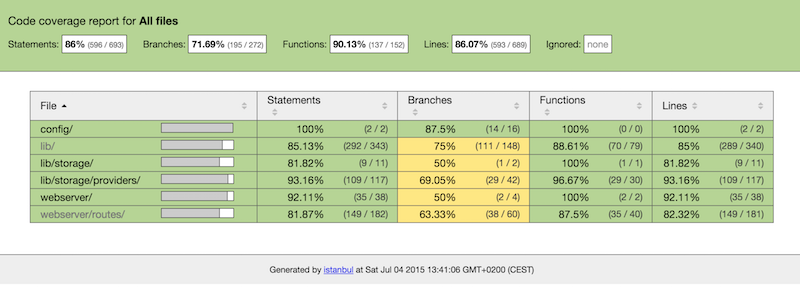 Code coverage report for All files
Statements: 86% (596 / 693) Branches: 71.69% (195 / 272) Functions: 90.13% (137 / 152) Lines: 86.07% (593 / 689) Ignored: none
File Statements Branches Functions Lines
config/ 100% (2 / 2) 87.5% (14 / 16) 100% (0 / 0) 100% (2 / 2)
lib/ 85.13% (292 / 343) 75% (111 / 148) 88.61% (70 / 79) 85% (289 / 340)
lib/storage/ 81.82% (9 / 11) 50% (1 / 2) 100% (1 / 1) 81.82% (9 / 11)
lib/storage/providers/ 93.16% (109 / 117) 69.05% (29 / 42) 96.67% (29 / 30) 93.16% (109 / 117)
webserver/ 92.11% (35 / 38) 50% (2 / 4) 100% (2 / 2) 92.11% (35 / 38)
webserver/routes/ 81.87% (149 / 182) 63.33% (38 / 60) 87.5% (35 / 40) 82.32% (149 / 181)
Generated by istanbul at Sat Jul 04 2015 13:41:06 GMT+0200 (CEST)